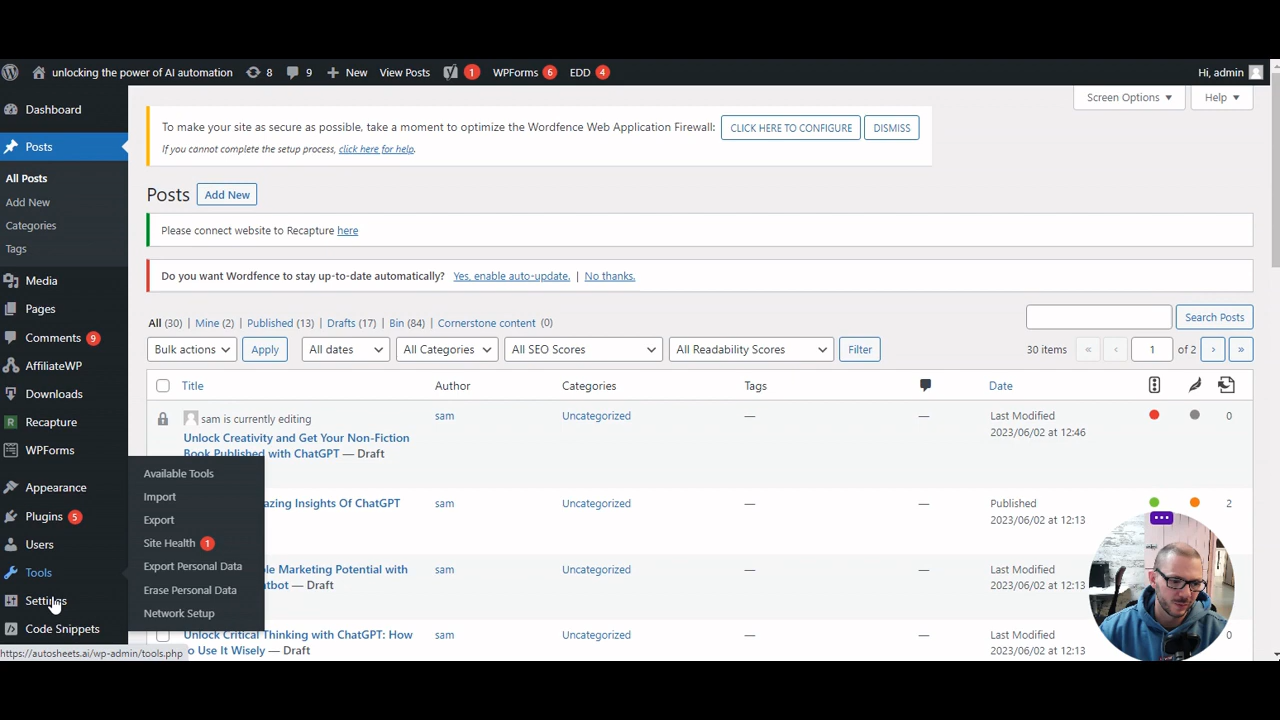 unlocking the power of AI automation 8 9 New View Posts 1 WPForms 6 EDD 4 Hi, admin
Dashboard
Posts
All Posts
Add New
Categories
Tags
Media
Pages
Comments 9
AffiliateWP
Downloads
Recapture
WPForms
Appearance
Plugins 5
Users
Tools
Settings
Code Snippets
Available Tools
Import
Export
Site Health 1
Export Personal Data
Erase Personal Data
Network Setup
https://autosheets.ai/wp-admin/tools.php
Screen Options Help
To make your site as secure as possible, take a moment to optimize the Wordfence Web Application Firewall: CLICK HERE TO CONFIGURE DISMISS
If you cannot complete the setup process, click here for help.
Posts Add New
Please connect website to Recapture here
Do you want Wordfence to stay up-to-date automatically? Yes, enable auto-update. | No thanks.
All (30) | Mine (2) | Published (13) | Drafts (17) | Bin (84) | Cornerstone content (0)
Search Posts
Bulk actions Apply All dates All Categories All SEO Scores All Readability Scores Filter 30 items « ‹ 1 of 2 › »
Title Author Categories Tags Date
sam is currently editing sam Uncategorized — — Last Modified 0
Unlock Creativity and Get Your Non-Fiction 2023/06/02 at 12:46
Book Published with ChatGPT — Draft
azing Insights Of ChatGPT sam Uncategorized — — Published 2
2023/06/02 at 12:13
le Marketing Potential with sam Uncategorized — — Last Modified
tbot — Draft 2023/06/02 at 12:13
Unlock Critical Thinking with ChatGPT: How sam Uncategorized — — Last Modified 0
o Use It Wisely — Draft 2023/06/02 at 12:13